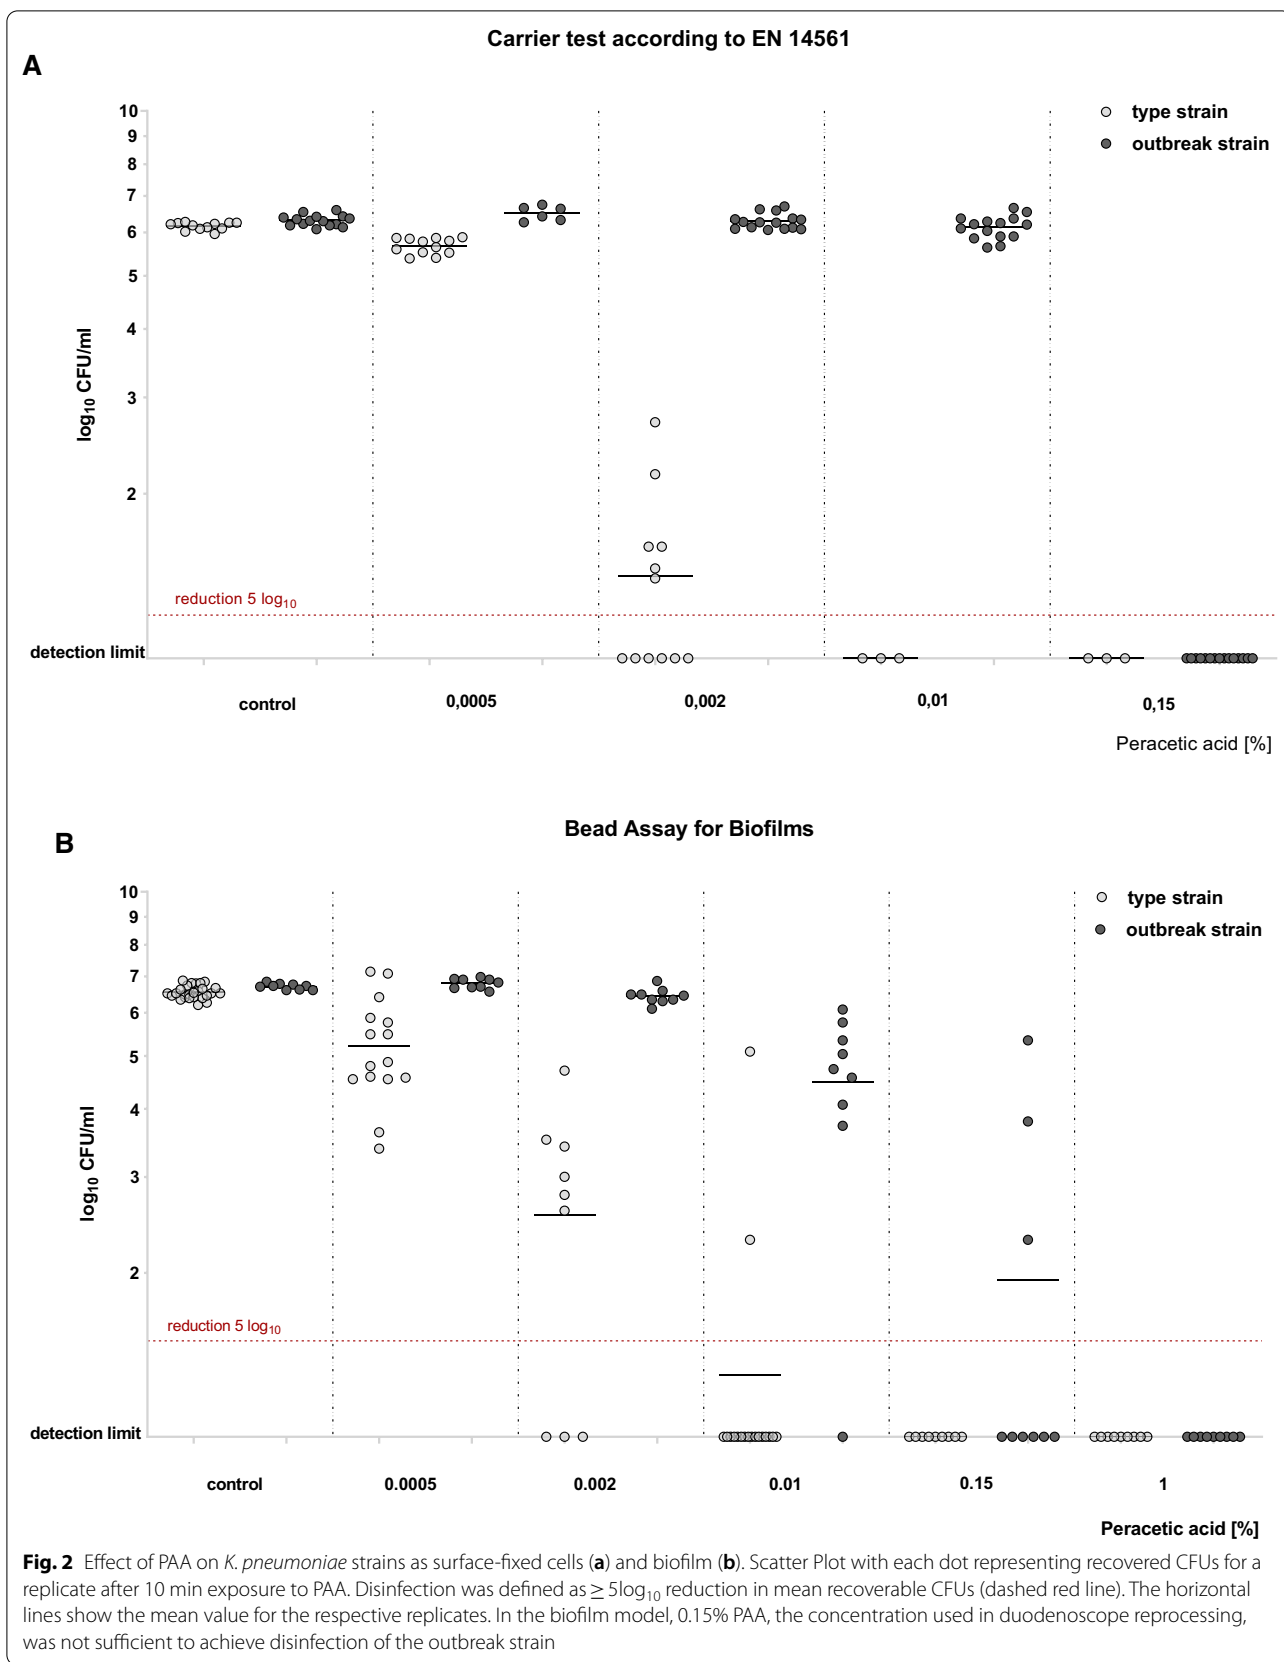 Carrier test according to EN 14561
A
10
9
8
7
6
5
4
3
2
log10 CFU/ml
type strain
outbreak strain
reduction 5 log10
detection limit
control
0,0005
0,002
0,01
0,15
Peracetic acid [%]
Bead Assay for Biofilms
B
10
9
8
7
6
5
4
3
2
log10 CFU/ml
type strain
outbreak strain
reduction 5 log10
detection limit
control
0.0005
0.002
0.01
0.15
1
Peracetic acid [%]
Fig. 2 Effect of PAA on K. pneumoniae strains as surface-fixed cells (a) and biofilm (b). Scatter Plot with each dot representing recovered CFUs for a
replicate after 10 min exposure to PAA. Disinfection was defined as ≥ 5log10 reduction in mean recoverable CFUs (dashed red line). The horizontal
lines show the mean value for the respective replicates. In the biofilm model, 0.15% PAA, the concentration used in duodenoscope reprocessing,
was not sufficient to achieve disinfection of the outbreak strain